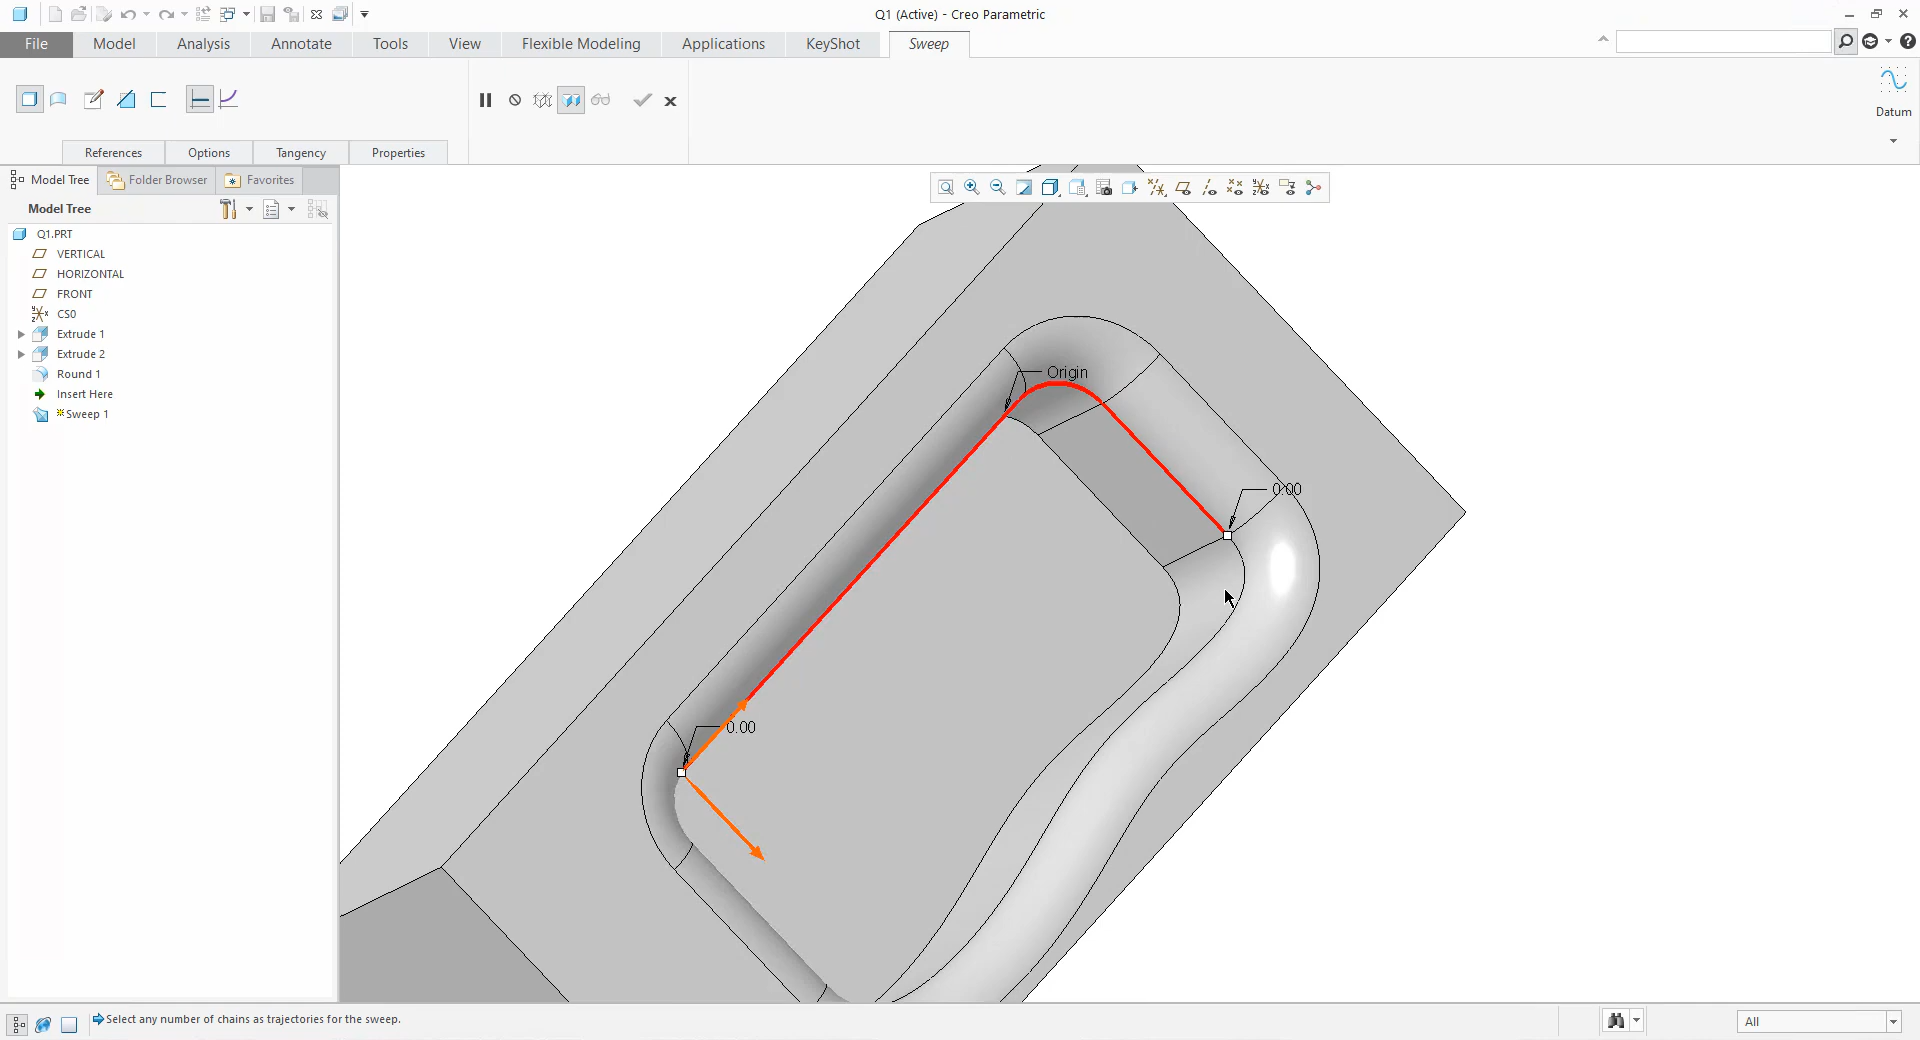 Q1 (Active) - Creo Parametric
File Model Analysis Annotate Tools View Flexible Modeling Applications KeyShot Sweep
Datum
References Options Tangency Properties
Model Tree Folder Browser Favorites
Model Tree
Q1.PRT
VERTICAL
HORIZONTAL
FRONT
CS0
Extrude 1
Extrude 2
Round 1
Insert Here
Sweep 1
Origin
0.00
0.00
Select any number of chains as trajectories for the sweep.
All